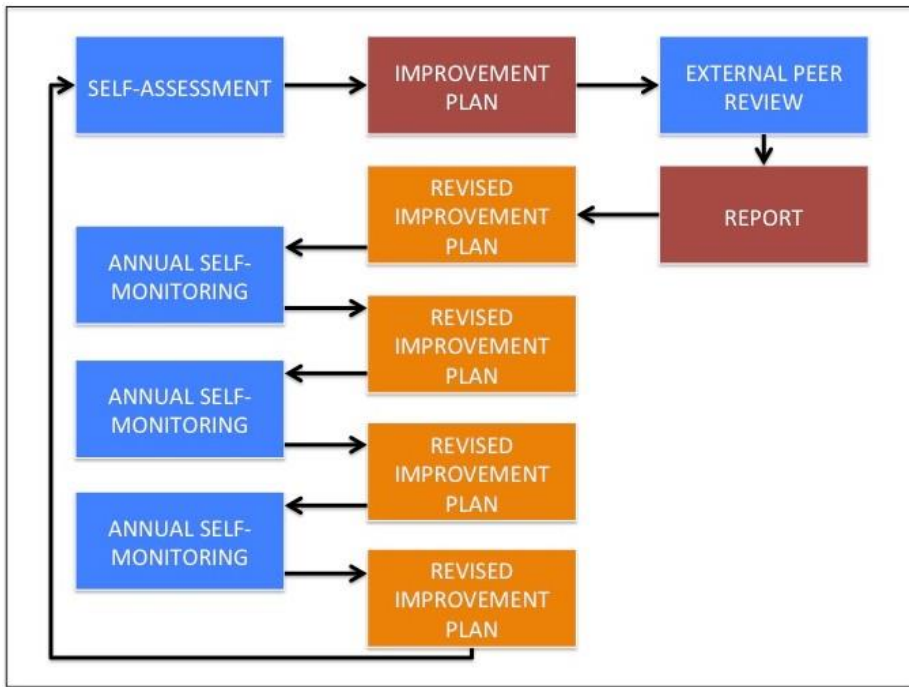 SELF-ASSESSMENT
IMPROVEMENT
PLAN
EXTERNAL PEER
REVIEW
REPORT
REVISED
IMPROVEMENT
PLAN
ANNUAL SELF-
MONITORING
REVISED
IMPROVEMENT
PLAN
ANNUAL SELF-
MONITORING
REVISED
IMPROVEMENT
PLAN
ANNUAL SELF-
MONITORING
REVISED
IMPROVEMENT
PLAN